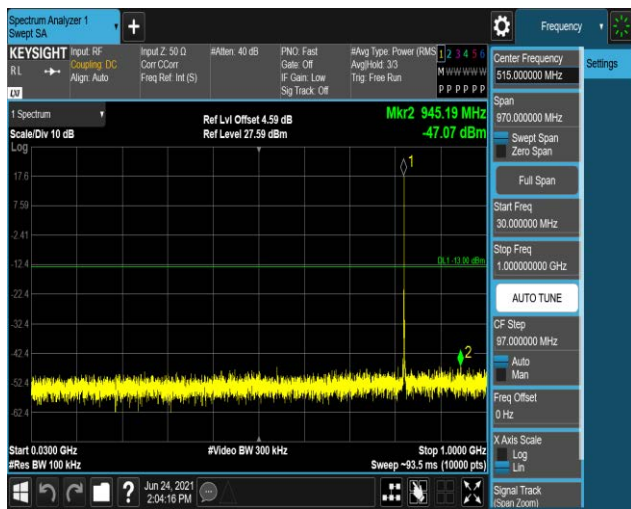 Spectrum Analyzer 1
Swept SA
+
Frequency
KEYSIGHT
RL
LXI
Input: RF
Coupling: DC
Align: Auto
Input Z: 50 Ω
Corr CCorr
Freq Ref: Int (S)
#Atten: 40 dB
PNO: Fast
Gate: Off
IF Gain: Low
Sig Track: Off
#Avg Type: Power (RMS
Avg|Hold: 3/3
Trig: Free Run
1 2 3 4 5 6
M W W W W W
P P P P P P
1 Spectrum
Scale/Div 10 dB
Log
Ref Lvl Offset 4.59 dB
Ref Level 27.59 dBm
Mkr2 945.19 MHz
-47.07 dBm
17.6
7.59
-2.41
-12.4
-22.4
-32.4
-42.4
-52.4
-62.4
1
DL1 -13.00 dBm
2
Start 0.0300 GHz
#Res BW 100 kHz
#Video BW 300 kHz
Stop 1.0000 GHz
Sweep ~93.5 ms (10000 pts)
?
Jun 24, 2021
2:04:16 PM
Center Frequency
515.000000 MHz
Span
970.000000 MHz
Swept Span
Zero Span
Full Span
Start Freq
30.000000 MHz
Stop Freq
1.000000000 GHz
AUTO TUNE
CF Step
97.000000 MHz
Auto
Man
Freq Offset
0 Hz
X Axis Scale
Log
Lin
Signal Track
(Span Zoom)
Settings